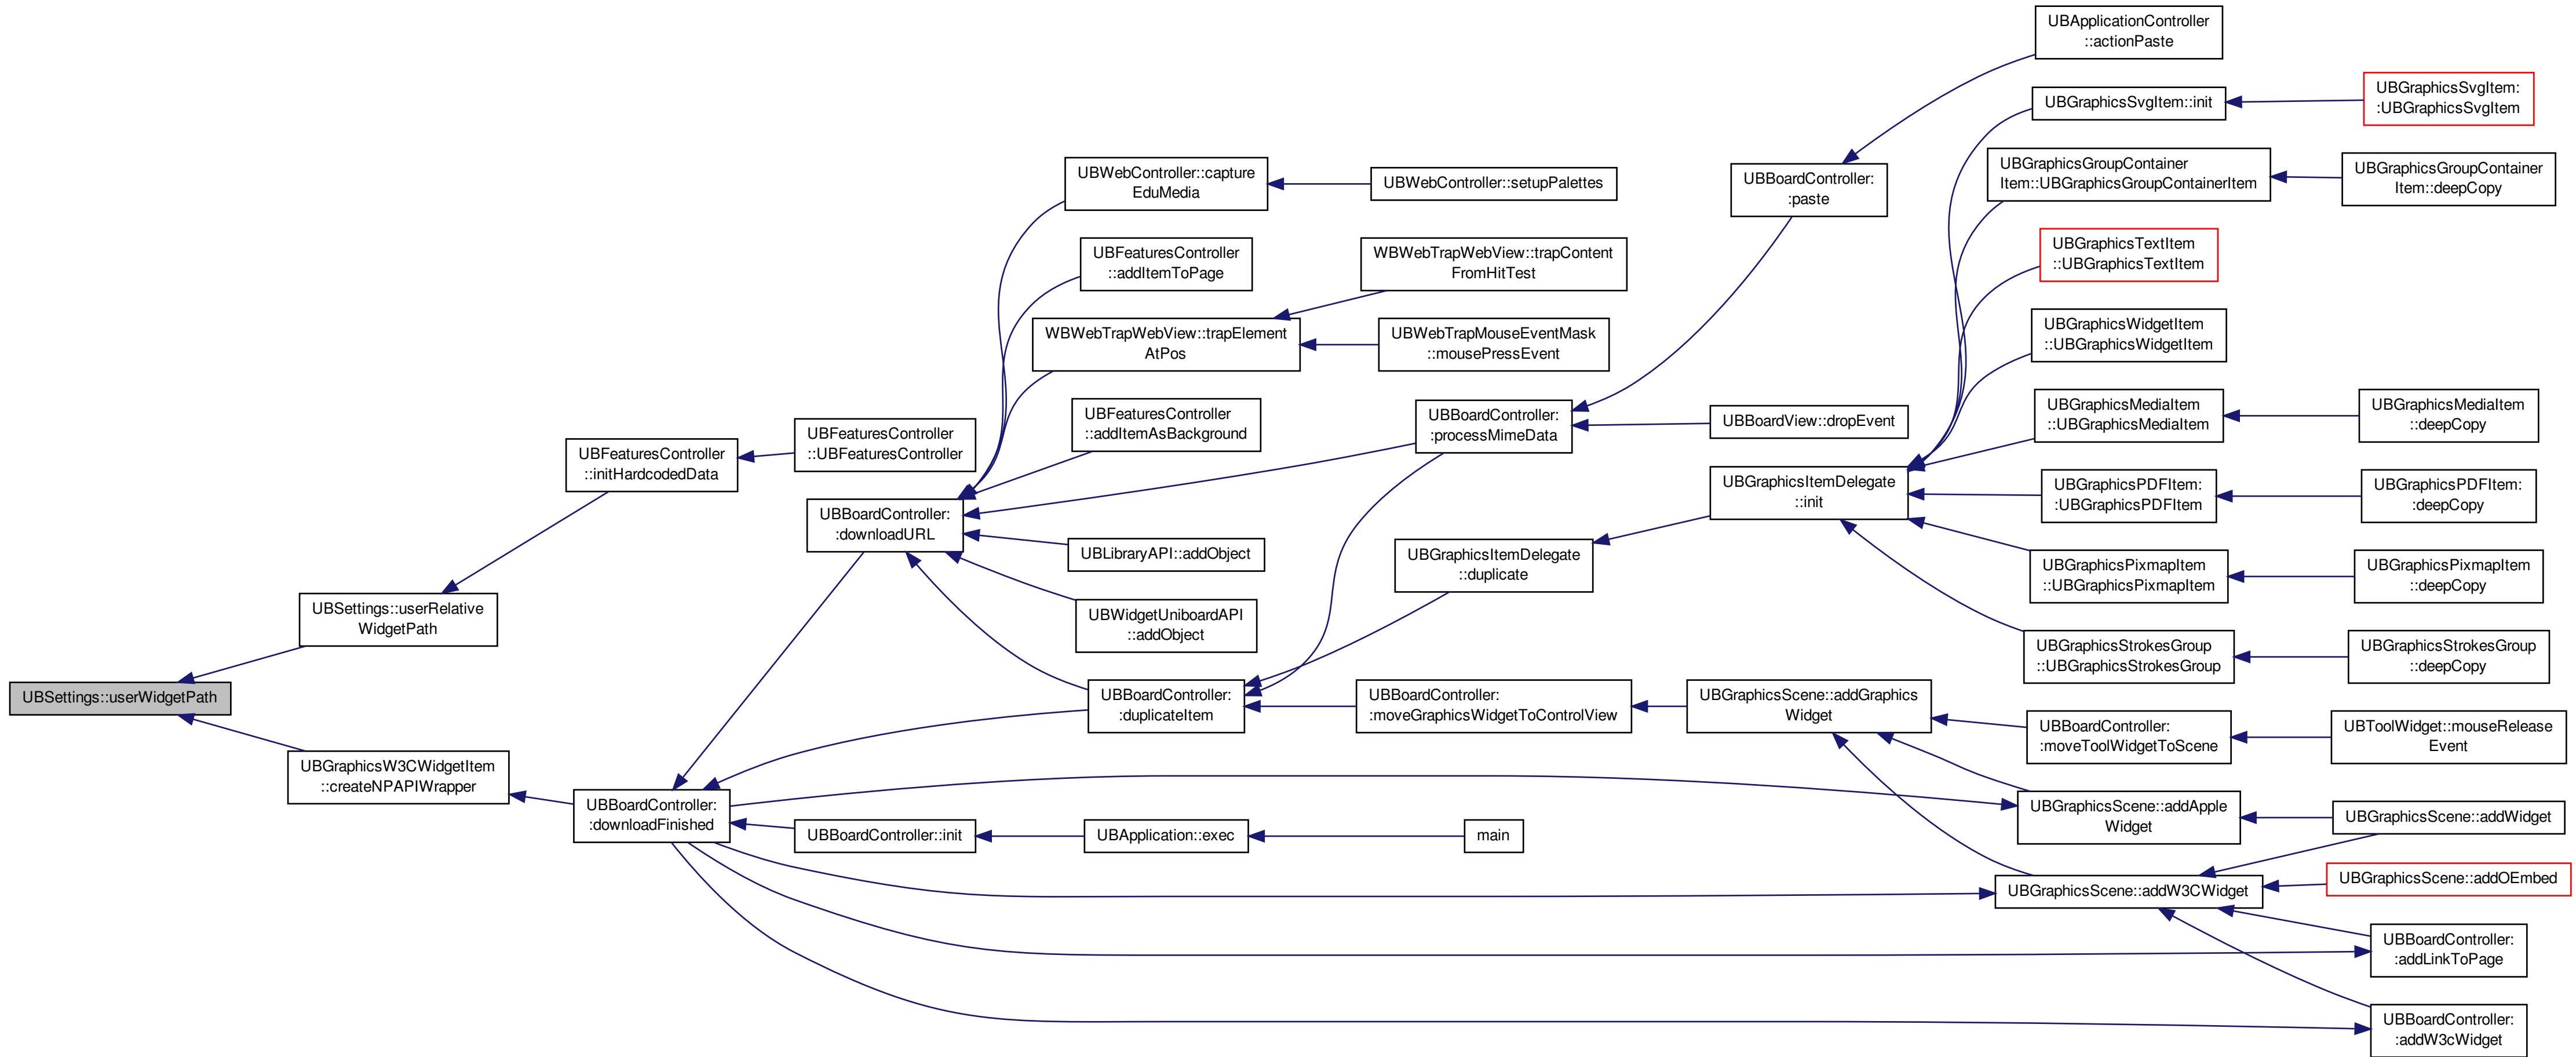 UBSettings::userWidgetPath
UBSettings::userRelative
WidgetPath
UBGraphicsW3CWidgetItem
::createNPAPIWrapper
UBFeaturesController
::initHardcodedData
UBFeaturesController
::UBFeaturesController
UBBoardController:
:downloadFinished
UBBoardController:
:downloadURL
UBBoardController::init
UBWebController::capture
EduMedia
UBFeaturesController
::addItemToPage
WBWebTrapWebView::trapElement
AtPos
UBFeaturesController
::addItemAsBackground
UBLibraryAPI::addObject
UBWidgetUniboardAPI
::addObject
UBBoardController:
:duplicateItem
UBApplication::exec
UBWebController::setupPalettes
WBWebTrapWebView::trapContent
FromHitTest
UBWebTrapMouseEventMask
::mousePressEvent
UBBoardController:
:processMimeData
UBGraphicsItemDelegate
::duplicate
UBBoardController:
:moveGraphicsWidgetToControlView
main
UBBoardController:
:paste
UBBoardView::dropEvent
UBGraphicsItemDelegate
::init
UBGraphicsScene::addGraphics
Widget
UBApplicationController
::actionPaste
UBGraphicsSvgItem::init
UBGraphicsGroupContainer
Item::UBGraphicsGroupContainerItem
UBGraphicsTextItem
::UBGraphicsTextItem
UBGraphicsWidgetItem
::UBGraphicsWidgetItem
UBGraphicsMediaItem
::UBGraphicsMediaItem
UBGraphicsPDFItem:
:UBGraphicsPDFItem
UBGraphicsPixmapItem
::UBGraphicsPixmapItem
UBGraphicsStrokesGroup
::UBGraphicsStrokesGroup
UBBoardController:
:moveToolWidgetToScene
UBGraphicsScene::addApple
Widget
UBGraphicsScene::addW3CWidget
UBGraphicsSvgItem:
:UBGraphicsSvgItem
UBGraphicsGroupContainer
Item::deepCopy
UBGraphicsMediaItem
::deepCopy
UBGraphicsPDFItem:
:deepCopy
UBGraphicsPixmapItem
::deepCopy
UBGraphicsStrokesGroup
::deepCopy
UBToolWidget::mouseRelease
Event
UBGraphicsScene::addWidget
UBGraphicsScene::addOEmbed
UBBoardController:
:addLinkToPage
UBBoardController:
:addW3cWidget